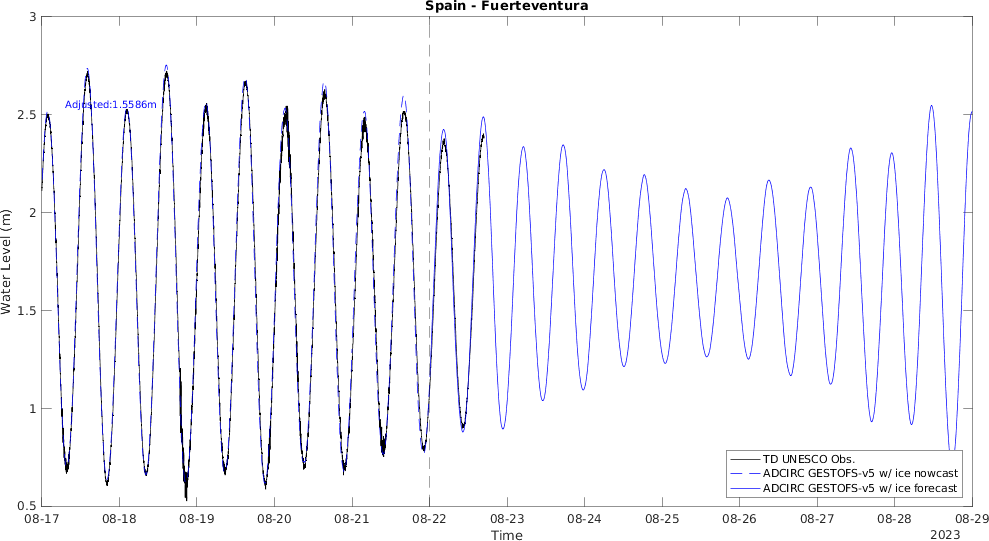 Spain - Fuerteventura
3
2.5
2
1.5
1
0.5
Water Level (m)
Adjusted:1.5586m
TD UNESCO Obs.
ADCIRC GESTOFS-v5 w/ ice nowcast
ADCIRC GESTOFS-v5 w/ ice forecast
08-17 08-18 08-19 08-20 08-21 08-22 08-23 08-24 08-25 08-26 08-27 08-28 08-29
Time
2023